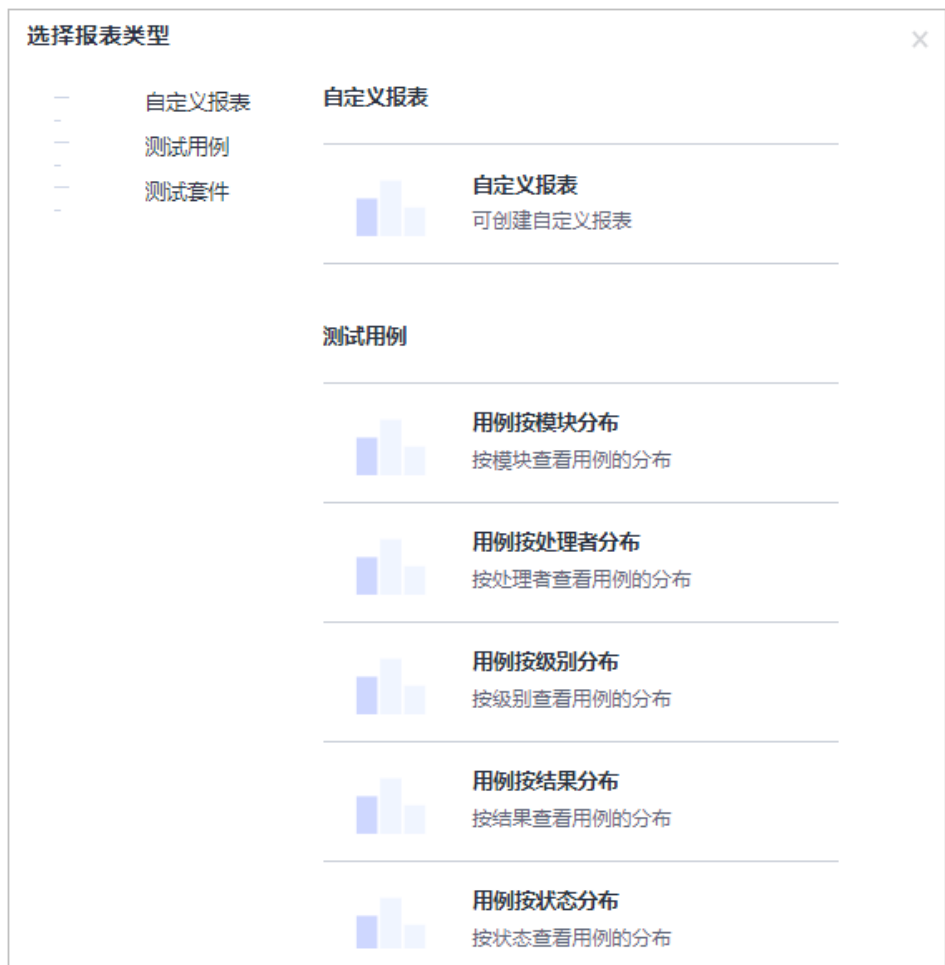 选择报表类型
自定义报表
测试用例
测试套件
自定义报表
自定义报表
可创建自定义报表
测试用例
用例按模块分布
按模块查看用例的分布
用例按处理者分布
按处理者查看用例的分布
用例按级别分布
按级别查看用例的分布
用例按结果分布
按结果查看用例的分布
用例按状态分布
按状态查看用例的分布